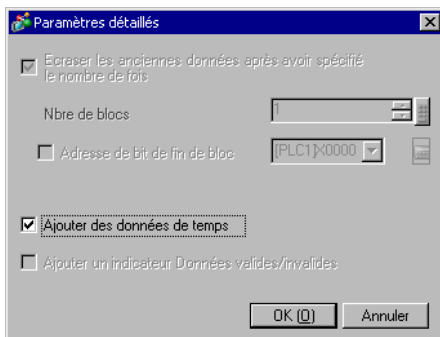 Paramètres détaillés
Ecraser les anciennes données après avoir spécifié
le nombre de fois
Nbre de blocs
1
Adresse de bit de fin de bloc
[PLC1]X0000
Ajouter des données de temps
Ajouter un indicateur Données valides/invalides
OK (O)
Annuler